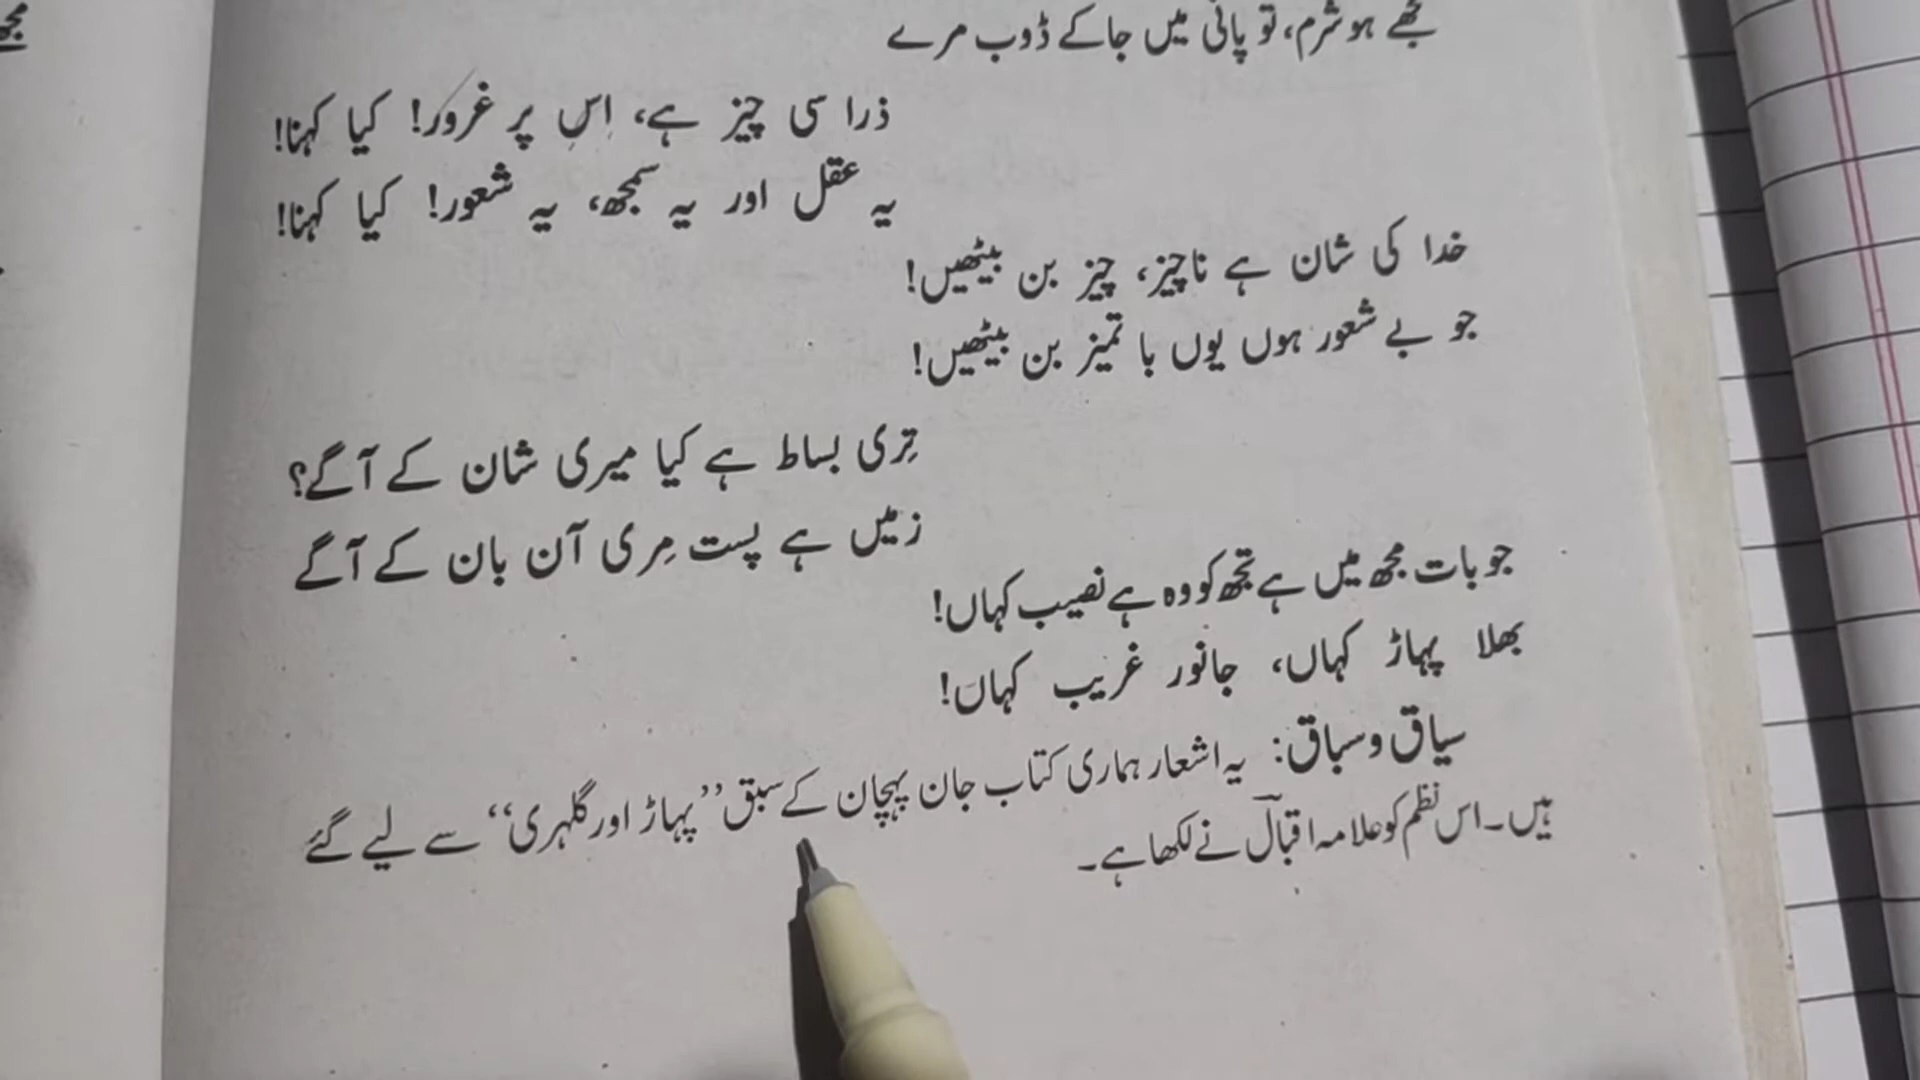 تجھے ہو شرم، تو پانی میں جا کے ڈوب مرے
ذرا سی چیز ہے، اِس پر غرور! کیا کہنا!
یہ عقل اور یہ سمجھ، یہ شعور! کیا کہنا!
خدا کی شان ہے ناچیز، چیز بن بیٹھیں!
جو بے شعور ہوں یوں با تمیز بن بیٹھیں!
تِری بساط ہے کیا میری شان کے آگے؟
زمیں ہے پست مِری آن بان کے آگے
جو بات مجھ میں ہے تجھ کو وہ ہے نصیب کہاں!
بھلا پہاڑ کہاں، جانور غریب کہاں!
سیاق و سباق: یہ اشعار ہماری کتاب جان پہچان کے سبق ’’پہاڑ اور گلہری‘‘ سے لیے گئے
ہیں۔ اس نظم کو علامہ اقبالؔ نے لکھا ہے۔